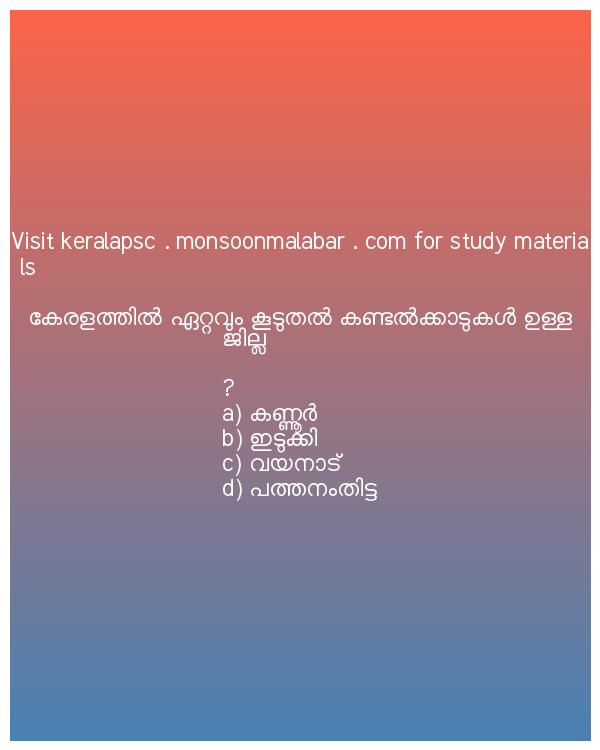 Visit keralapsc . monsoonmalabar . com for study materia
ls
കേരളത്തിൽ ഏറ്റവും കൂടുതൽ കണ്ടൽക്കാടുകൾ ഉള്ള
ജില്ല
?
a) കണ്ണൂർ
b) ഇടുക്കി
c) വയനാട്
d) പത്തനംതിട്ട